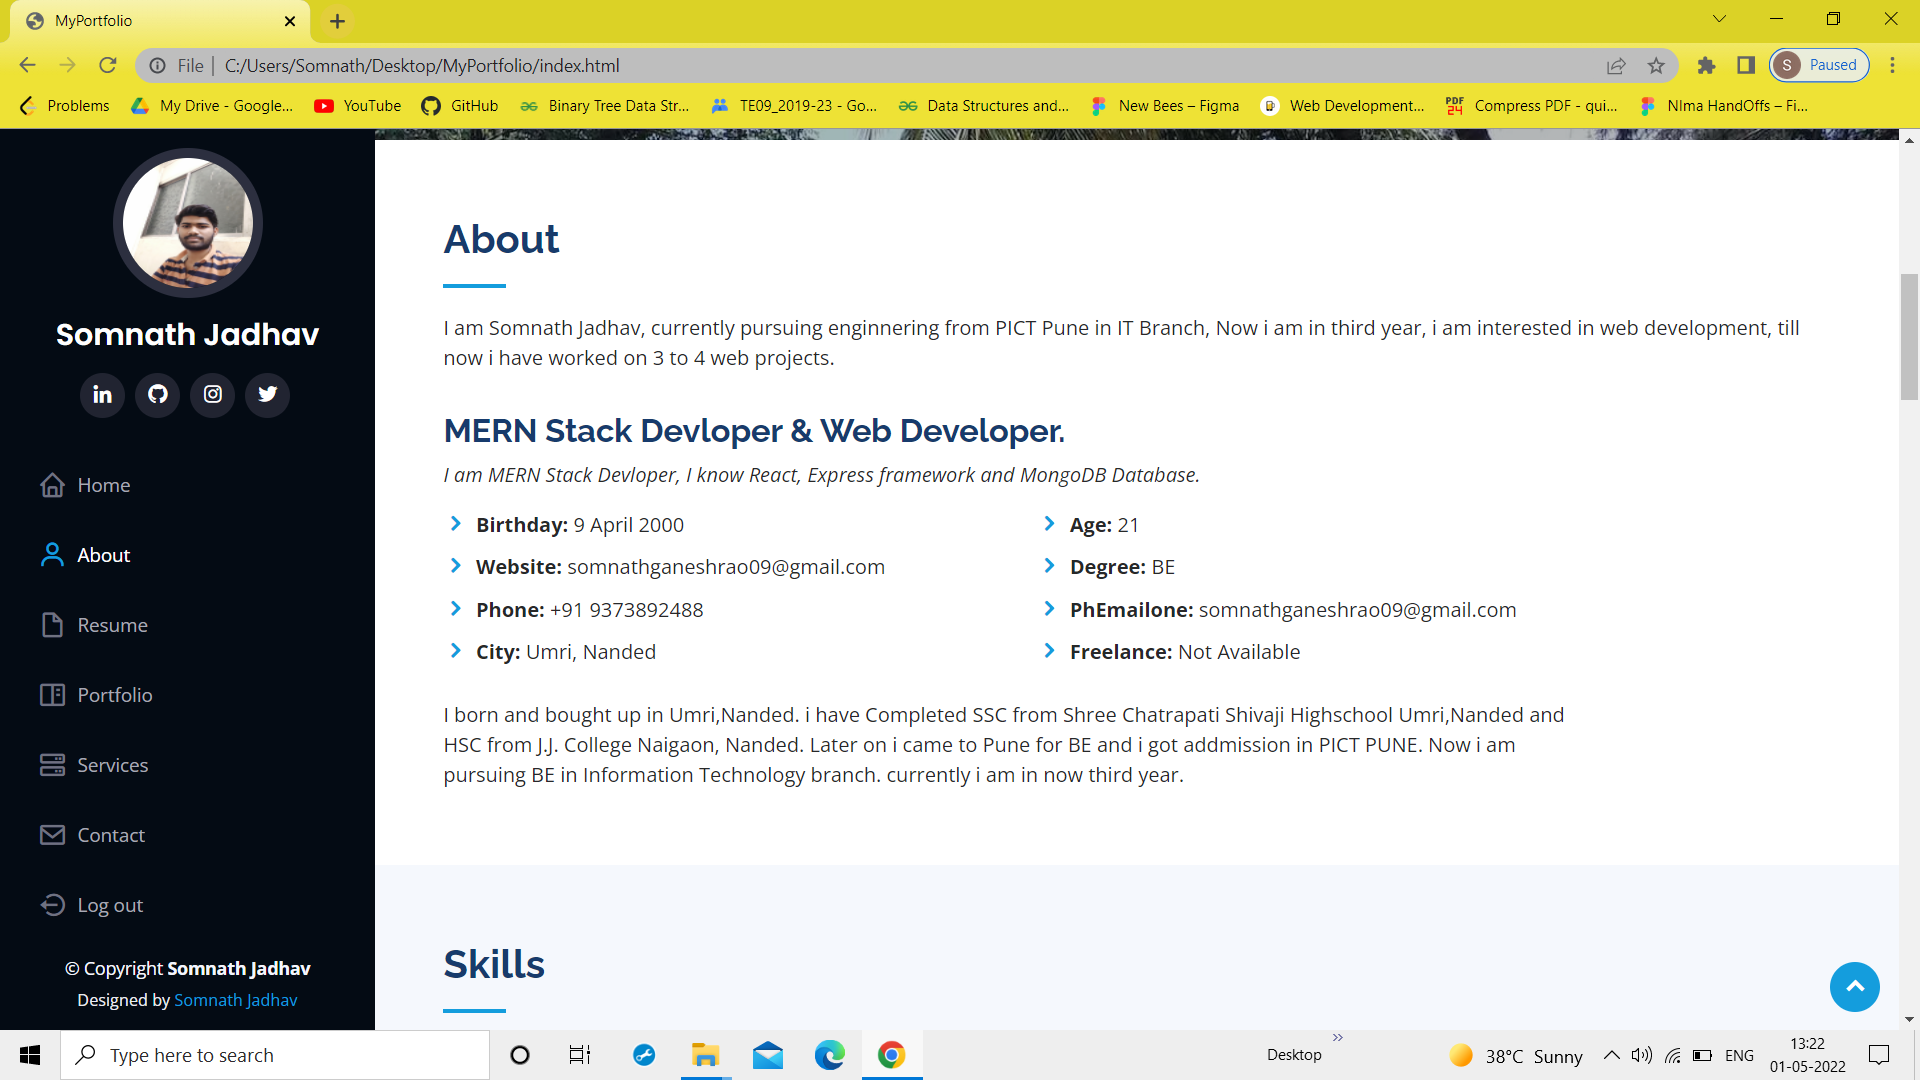 MyPortfolio
File | C:/Users/Somnath/Desktop/MyPortfolio/index.html
S Paused
Problems
My Drive - Google...
YouTube
GitHub
Binary Tree Data Str...
TE09_2019-23 - Go...
Data Structures and...
New Bees – Figma
Web Development...
PDF 24
Compress PDF - qui...
NIma HandOffs – Fi...
Somnath Jadhav
in
Home
About
Resume
Portfolio
Services
Contact
Log out
© Copyright Somnath Jadhav
Designed by Somnath Jadhav
About
I am Somnath Jadhav, currently pursuing enginnering from PICT Pune in IT Branch, Now i am in third year, i am interested in web development, till
now i have worked on 3 to 4 web projects.
MERN Stack Devloper & Web Developer.
I am MERN Stack Devloper, I know React, Express framework and MongoDB Database.
Birthday: 9 April 2000
Age: 21
Website: somnathganeshrao09@gmail.com
Degree: BE
Phone: +91 9373892488
PhEmailone: somnathganeshrao09@gmail.com
City: Umri, Nanded
Freelance: Not Available
I born and bought up in Umri,Nanded. i have Completed SSC from Shree Chatrapati Shivaji Highschool Umri,Nanded and
HSC from J.J. College Naigaon, Nanded. Later on i came to Pune for BE and i got addmission in PICT PUNE. Now i am
pursuing BE in Information Technology branch. currently i am in now third year.
Skills
Type here to search
Desktop
38°C Sunny
ENG
13:22
01-05-2022